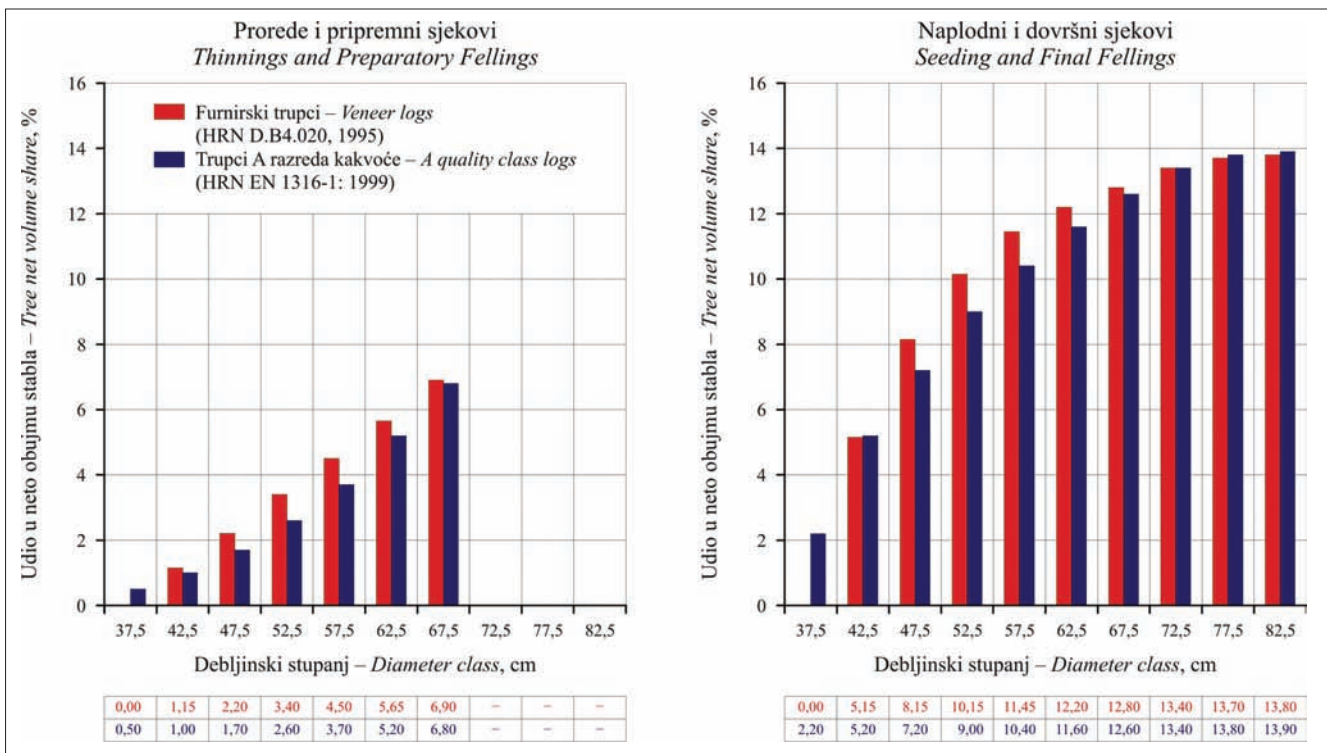 Prorede i pripremni sjekovi
Thinnings and Preparatory Fellings
Udio u neto obujmu stabla – Tree net volume share, %
16
14
12
10
8
6
4
2
0
Furnirski trupci – Veneer logs
(HRN D.B4.020, 1995)
Trupci A razreda kakvoće – A quality class logs
(HRN EN 1316-1: 1999)
37,5 42,5 47,5 52,5 57,5 62,5 67,5 72,5 77,5 82,5
Debljinski stupanj – Diameter class, cm
0,00 1,15 2,20 3,40 4,50 5,65 6,90 – – –
0,50 1,00 1,70 2,60 3,70 5,20 6,80 – – –
Naplodni i dovršni sjekovi
Seeding and Final Fellings
Udio u neto obujmu stabla – Tree net volume share, %
16
14
12
10
8
6
4
2
0
37,5 42,5 47,5 52,5 57,5 62,5 67,5 72,5 77,5 82,5
Debljinski stupanj – Diameter class, cm
0,00 5,15 8,15 10,15 11,45 12,20 12,80 13,40 13,70 13,80
2,20 5,20 7,20 9,00 10,40 11,60 12,60 13,40 13,80 13,90